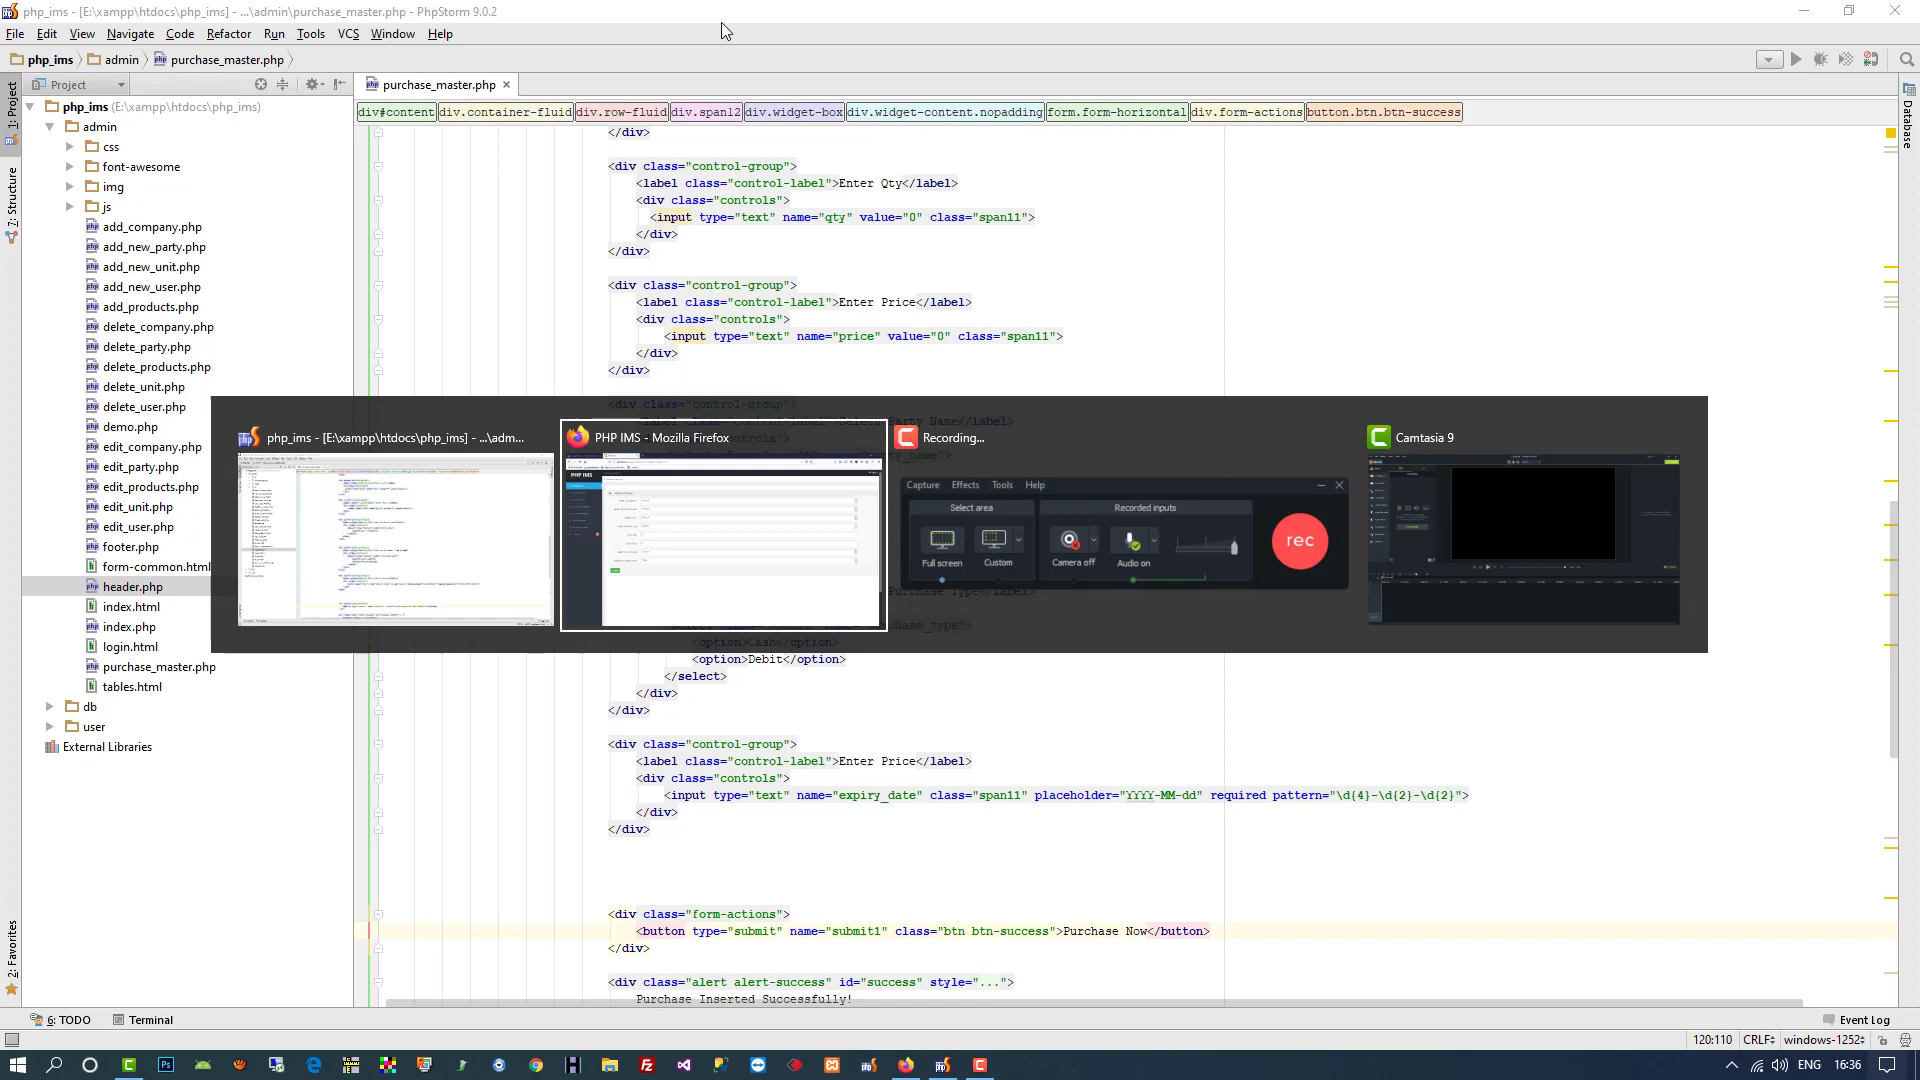 php_ims - [E:\xampp\htdocs\php_ims] - ...\admin\purchase_master.php - PhpStorm 9.0.2
File Edit View Navigate Code Refactor Run Tools VCS Window Help
php_ims admin purchase_master.php
Project
purchase_master.php
div#content div.container-fluid div.row-fluid div.span12 div.widget-box div.widget-content.nopadding form.form-horizontal div.form-actions button.btn.btn-success
1: Project
7: Structure
2: Favorites
Database
php_ims (E:\xampp\htdocs\php_ims)
admin
css
font-awesome
img
js
add_company.php
add_new_party.php
add_new_unit.php
add_new_user.php
add_products.php
delete_company.php
delete_party.php
delete_products.php
delete_unit.php
delete_user.php
demo.php
edit_company.php
edit_party.php
edit_products.php
edit_unit.php
edit_user.php
footer.php
form-common.html
header.php
index.html
index.php
login.html
purchase_master.php
tables.html
db
user
External Libraries
</div>
<div class="control-group">
<label class="control-label">Enter Qty</label>
<div class="controls">
<input type="text" name="qty" value="0" class="span11">
</div>
</div>
<div class="control-group">
<label class="control-label">Enter Price</label>
<div class="controls">
<input type="text" name="price" value="0" class="span11">
</div>
</div>
<div class="control-group">
php_ims - [E:\xampp\htdocs\php_ims] - ...\adm...
PHP IMS - Mozilla Firefox
Recording...
Camtasia 9
Capture Effects Tools Help
Select area
Recorded inputs
Full screen
Custom
Camera off
Audio on
rec
<option>Cash</option>
<option>Debit</option>
</select>
</div>
</div>
<div class="control-group">
<label class="control-label">Enter Price</label>
<div class="controls">
<input type="text" name="expiry_date" class="span11" placeholder="YYYY-MM-dd" required pattern="\d{4}-\d{2}-\d{2}">
</div>
</div>
<div class="form-actions">
<button type="submit" name="submit1" class="btn btn-success">Purchase Now</button>
</div>
<div class="alert alert-success" id="success" style="...">
Purchase Inserted Successfully!
6: TODO Terminal
Event Log
120:110 CRLF windows-1252
ENG 16:36